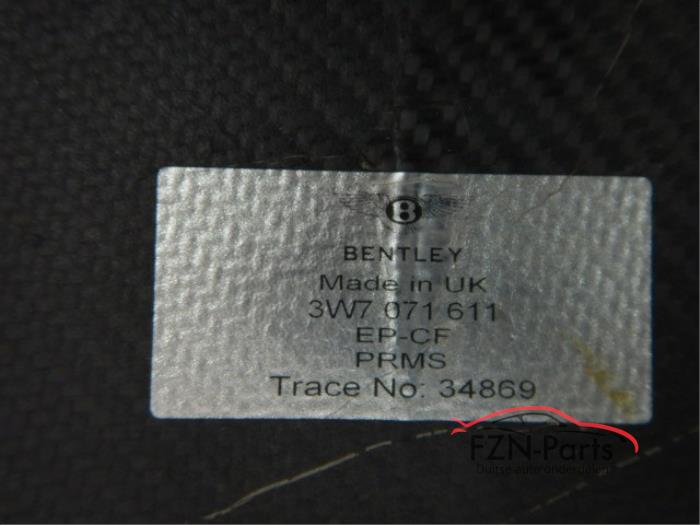 B
BENTLEY
Made in UK
3W7 071 611
EP-CF
PRMS
Trace No: 34869
FZN-Parts
Duitse auto onderdelen